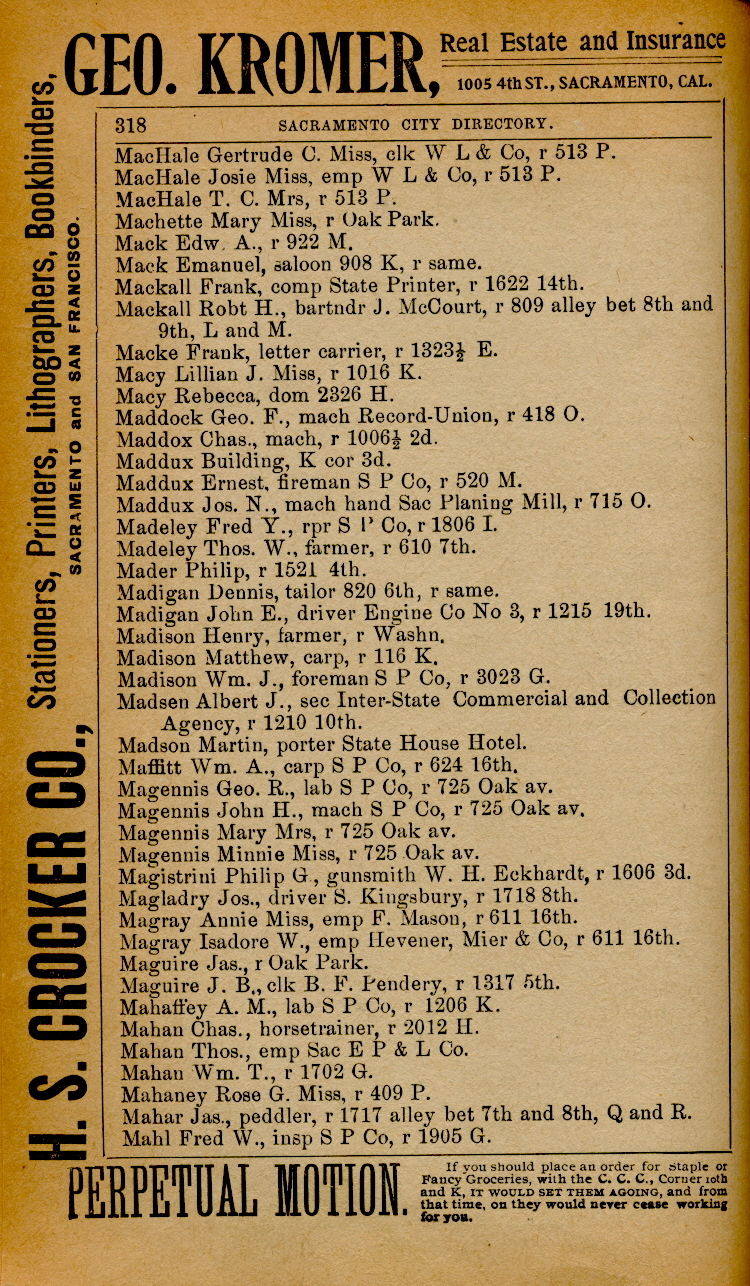 GEO. KROMER,
Real Estate and Insurance
1005 4th ST., SACRAMENTO, CAL.
H. S. CROCKER CO., Stationers, Printers, Lithographers, Bookbinders,
SACRAMENTO and SAN FRANCISCO.
318 SACRAMENTO CITY DIRECTORY.
MacHale Gertrude C. Miss, clk W L & Co, r 513 P.
MacHale Josie Miss, emp W L & Co, r 513 P.
MacHale T. C. Mrs, r 513 P.
Machette Mary Miss, r Oak Park.
Mack Edw. A., r 922 M.
Mack Emanuel, saloon 908 K, r same.
Mackall Frank, comp State Printer, r 1622 14th.
Mackall Robt H., bartndr J. McCourt, r 809 alley bet 8th and
9th, L and M.
Macke Frank, letter carrier, r 1323½ E.
Macy Lillian J. Miss, r 1016 K.
Macy Rebecca, dom 2326 H.
Maddock Geo. F., mach Record-Union, r 418 O.
Maddox Chas., mach, r 1006½ 2d.
Maddux Building, K cor 3d.
Maddux Ernest, fireman S P Co, r 520 M.
Maddux Jos. N., mach hand Sac Planing Mill, r 715 O.
Madeley Fred Y., rpr S P Co, r 1806 I.
Madeley Thos. W., farmer, r 610 7th.
Mader Philip, r 1521 4th.
Madigan Dennis, tailor 820 6th, r same.
Madigan John E., driver Engine Co No 3, r 1215 19th.
Madison Henry, farmer, r Washn.
Madison Matthew, carp, r 116 K.
Madison Wm. J., foreman S P Co, r 3023 G.
Madsen Albert J., sec Inter-State Commercial and Collection
Agency, r 1210 10th.
Madson Martin, porter State House Hotel.
Maffitt Wm. A., carp S P Co, r 624 16th.
Magennis Geo. R., lab S P Co, r 725 Oak av.
Magennis John H., mach S P Co, r 725 Oak av.
Magennis Mary Mrs, r 725 Oak av.
Magennis Minnie Miss, r 725 Oak av.
Magistrini Philip G., gunsmith W. H. Eckhardt, r 1606 3d.
Magladry Jos., driver S. Kingsbury, r 1718 8th.
Magray Annie Miss, emp F. Mason, r 611 16th.
Magray Isadore W., emp Hevener, Mier & Co, r 611 16th.
Maguire Jas., r Oak Park.
Maguire J. B., clk B. F. Pendery, r 1317 5th.
Mahaffey A. M., lab S P Co, r 1206 K.
Mahan Chas., horsetrainer, r 2012 H.
Mahan Thos., emp Sac E P & L Co.
Mahan Wm. T., r 1702 G.
Mahaney Rose G. Miss, r 409 P.
Mahar Jas., peddler, r 1717 alley bet 7th and 8th, Q and R.
Mahl Fred W., insp S P Co, r 1905 G.
PERPETUAL MOTION.
If you should place an order for Staple or
Fancy Groceries, with the C. C. C., Corner 10th
and K, IT WOULD SET THEM AGOING, and from
that time, on they would never cease working
for you.